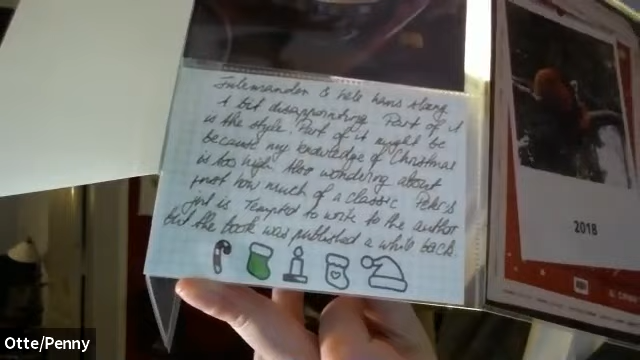 Julemanden & hele hans slæng
A bit disappointing. Part of it
is the style. Part of it might be
because my knowledge of Christmas
is too high. Also wondering about
just how much of a classic Peter's
jul is. Tempted to write to the author
but the book was published a while back.
2018
Otte/Penny